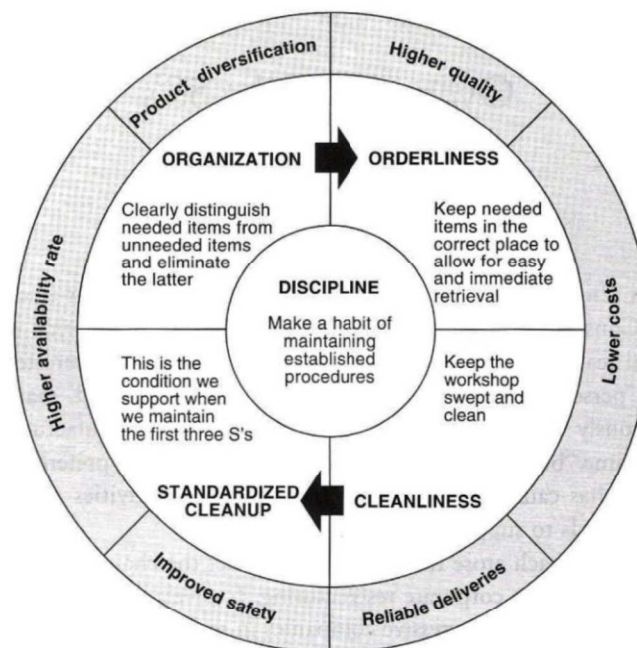 Product diversification
Higher quality
ORGANIZATION
ORDERLINESS
Clearly distinguish
needed items from
unneeded items
and eliminate
the latter
Keep needed
items in the
correct place to
allow for easy
and immediate
retrieval
DISCIPLINE
Make a habit of
maintaining
established
procedures
Higher availability rate
Lower costs
This is the
condition we
support when
we maintain
the first three S's
Keep the
workshop
swept and
clean
STANDARDIZED
CLEANUP
CLEANLINESS
Improved safety
Reliable deliveries